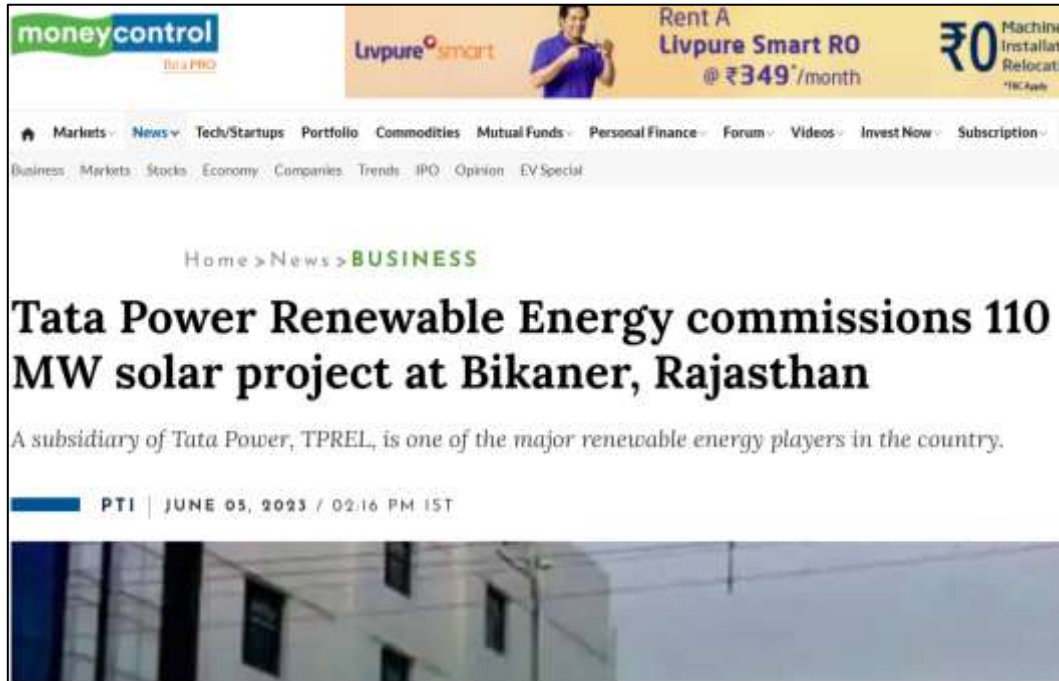 moneycontrol
Be a PRO
Livpure smart
Rent A
Livpure Smart RO
@ ₹349*/month
₹0
Machine
Installat
Relocati
*T&C Apply
Markets News Tech/Startups Portfolio Commodities Mutual Funds Personal Finance Forum Videos Invest Now Subscription
Business Markets Stocks Economy Companies Trends IPO Opinion EV Special
Home > News > BUSINESS
Tata Power Renewable Energy commissions 110
MW solar project at Bikaner, Rajasthan
A subsidiary of Tata Power, TPREL, is one of the major renewable energy players in the country.
PTI | JUNE 05, 2023 / 02:16 PM IST